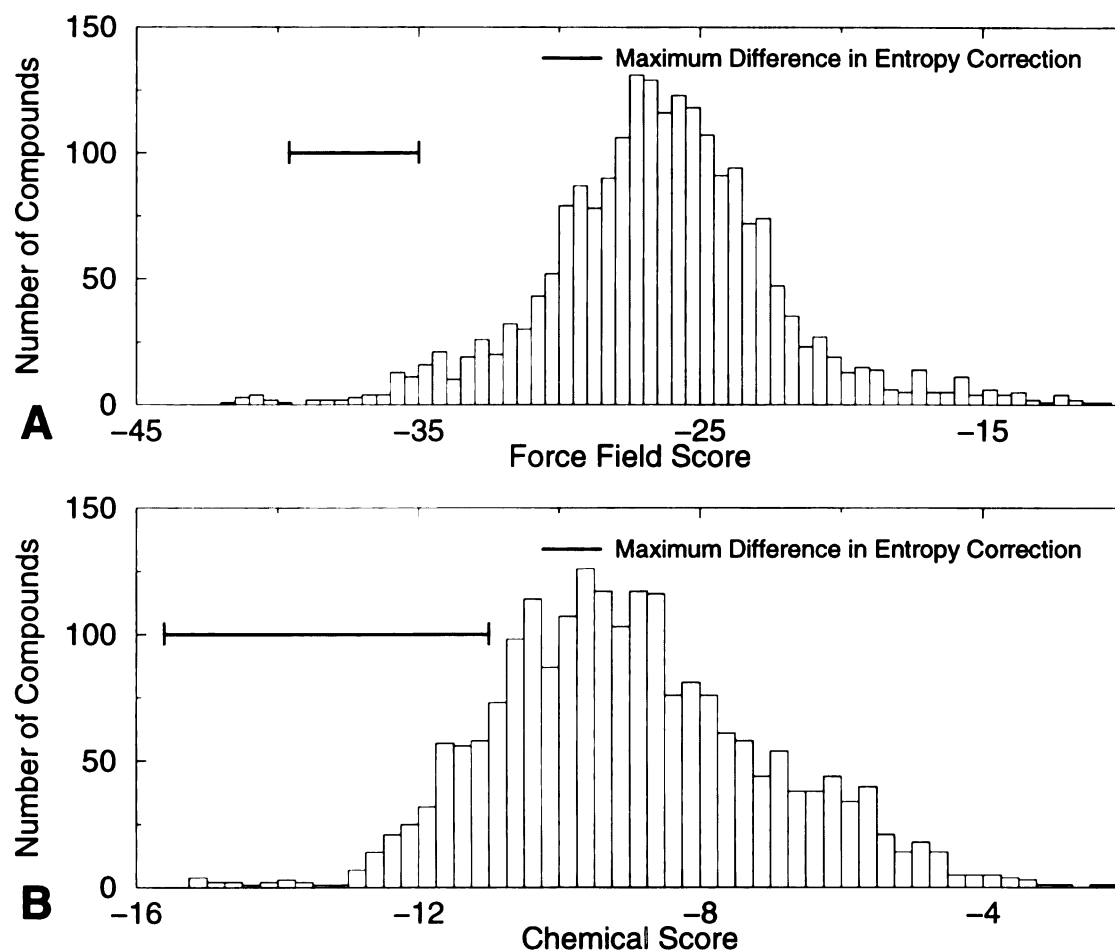 150
Maximum Difference in Entropy Correction
100
50
0
Number of Compounds
A
−45 −35 −25 −15
Force Field Score
150
Maximum Difference in Entropy Correction
100
50
0
Number of Compounds
B
−16 −12 −8 −4
Chemical Score